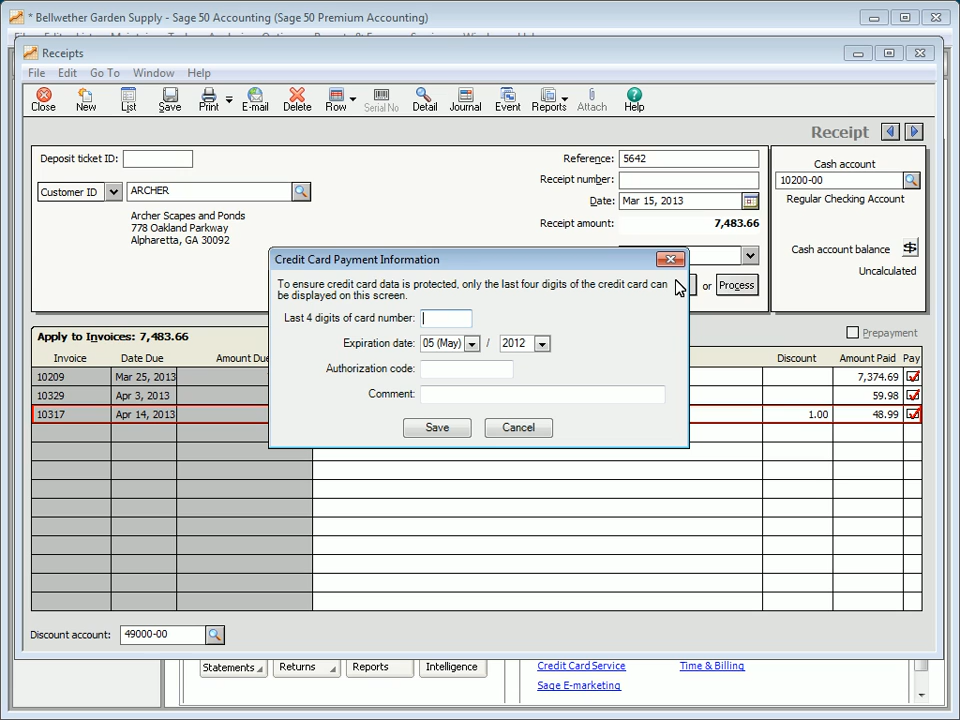 * Bellwether Garden Supply - Sage 50 Accounting (Sage 50 Premium Accounting)
Receipts
File Edit Go To Window Help
Close New List Save Print E-mail Delete Row Serial No Detail Journal Event Reports Attach Help
Receipt
Deposit ticket ID:
Reference: 5642
Cash account
Customer ID ARCHER
Receipt number:
10200-00
Date: Mar 15, 2013
Regular Checking Account
Archer Scapes and Ponds
778 Oakland Parkway
Alpharetta, GA 30092
Receipt amount: 7,483.66
Cash account balance
Uncalculated
or Process
Credit Card Payment Information
To ensure credit card data is protected, only the last four digits of the credit card can
be displayed on this screen.
Last 4 digits of card number:
Expiration date: 05 (May) / 2012
Authorization code:
Comment:
Save Cancel
Apply to Invoices: 7,483.66
Prepayment
Invoice Date Due Amount Due Discount Amount Paid Pay
10209 Mar 25, 2013 7,374.69
10329 Apr 3, 2013 59.98
10317 Apr 14, 2013 1.00 48.99
Discount account: 49000-00
Statements Returns Reports Intelligence
Credit Card Service Time & Billing
Sage E-marketing